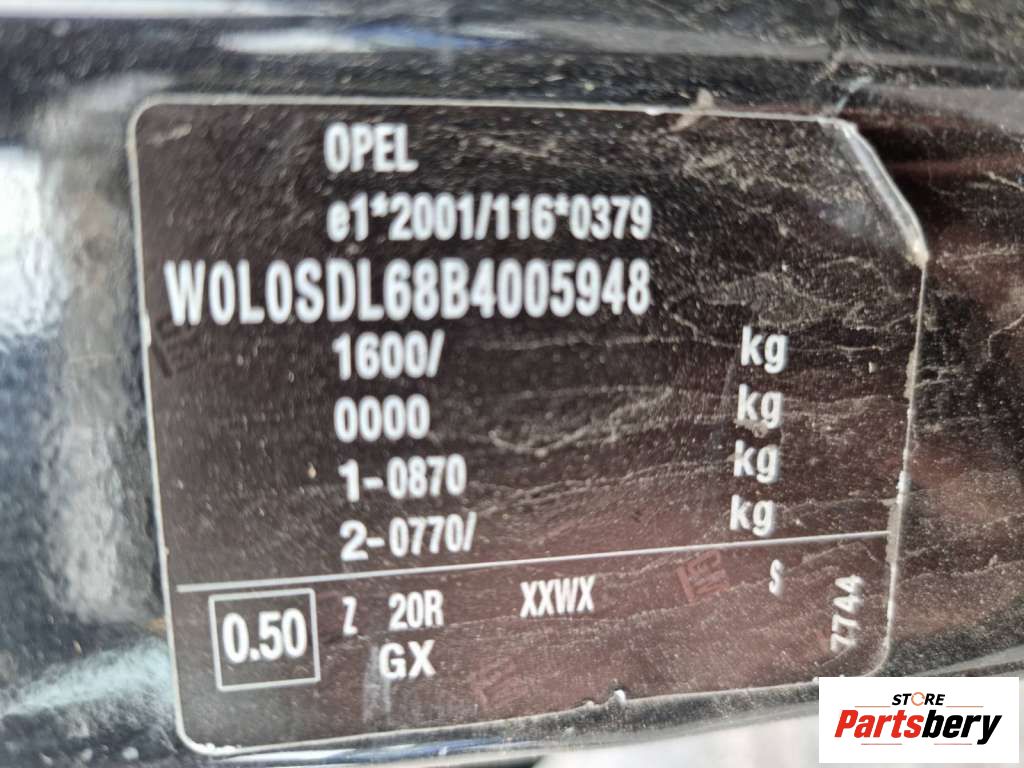 OPEL
e1*2001/116*0379
W0L0SDL68B4005948
1600/ kg
0000 kg
1-0870 kg
2-0770/ kg
0.50 Z 20R XXWX S
GX
7744
STORE
Partsbery